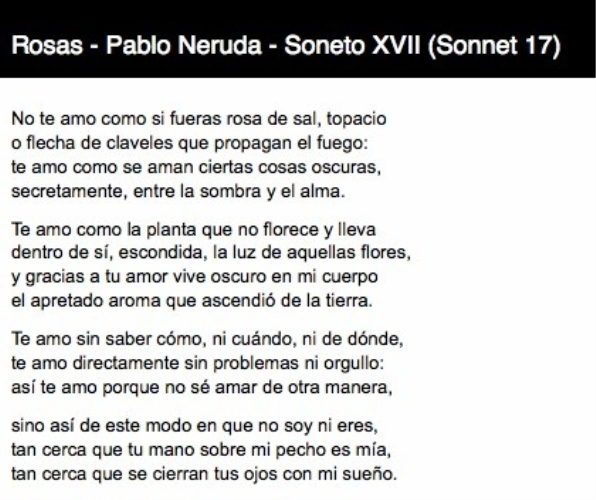 Rosas - Pablo Neruda - Soneto XVII (Sonnet 17)
No te amo como si fueras rosa de sal, topacio
o flecha de claveles que propagan el fuego:
te amo como se aman ciertas cosas oscuras,
secretamente, entre la sombra y el alma.
Te amo como la planta que no florece y lleva
dentro de sí, escondida, la luz de aquellas flores,
y gracias a tu amor vive oscuro en mi cuerpo
el apretado aroma que ascendió de la tierra.
Te amo sin saber cómo, ni cuándo, ni de dónde,
te amo directamente sin problemas ni orgullo:
así te amo porque no sé amar de otra manera,
sino así de este modo en que no soy ni eres,
tan cerca que tu mano sobre mi pecho es mía,
tan cerca que se cierran tus ojos con mi sueño.